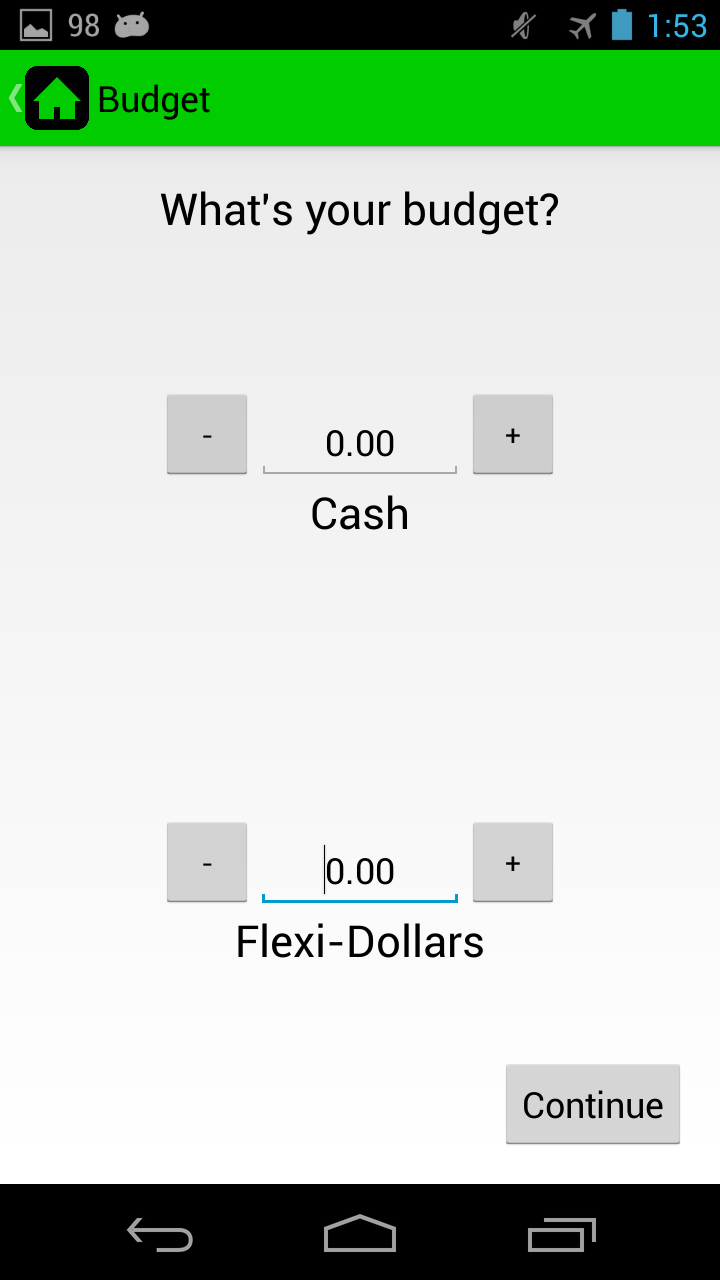 98 1:53
Budget
What's your budget?
- 0.00 +
Cash
- 0.00 +
Flexi-Dollars
Continue